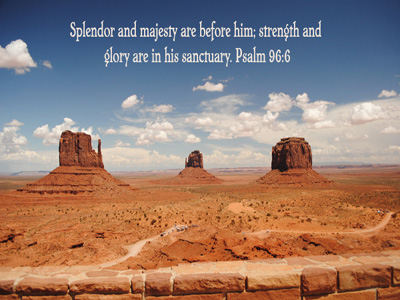 Splendor and majesty are before him; strength and
glory are in his sanctuary. Psalm 96:6